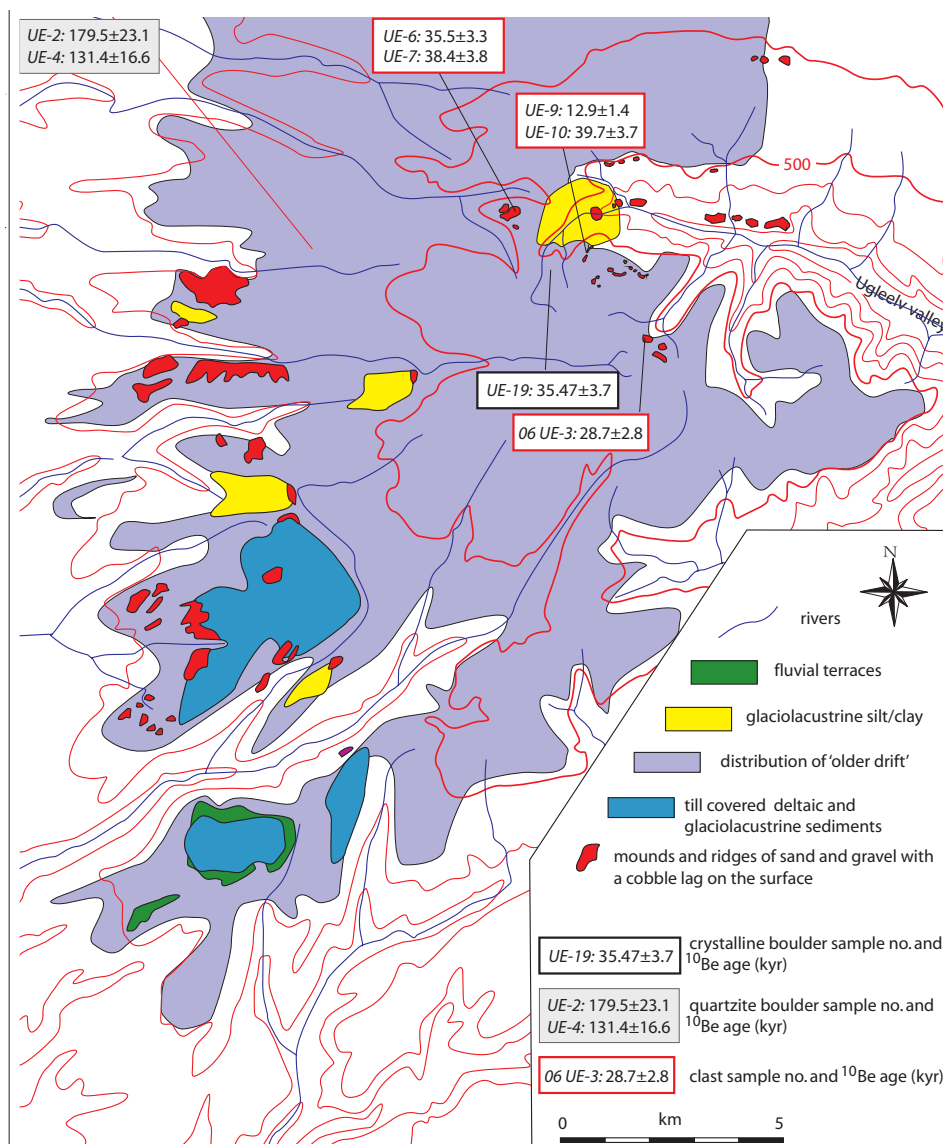 UE-2: 179.5±23.1
UE-4: 131.4±16.6
UE-6: 35.5±3.3
UE-7: 38.4±3.8
UE-9: 12.9±1.4
UE-10: 39.7±3.7
500
Ugleelv valley
UE-19: 35.47±3.7
06 UE-3: 28.7±2.8
N
rivers
fluvial terraces
glaciolacustrine silt/clay
distribution of 'older drift'
till covered deltaic and
glaciolacustrine sediments
mounds and ridges of sand and gravel with
a cobble lag on the surface
UE-19: 35.47±3.7
crystalline boulder sample no. and
10Be age (kyr)
UE-2: 179.5±23.1
UE-4: 131.4±16.6
quartzite boulder sample no. and
10Be age (kyr)
06 UE-3: 28.7±2.8
clast sample no. and 10Be age (kyr)
0 km 5